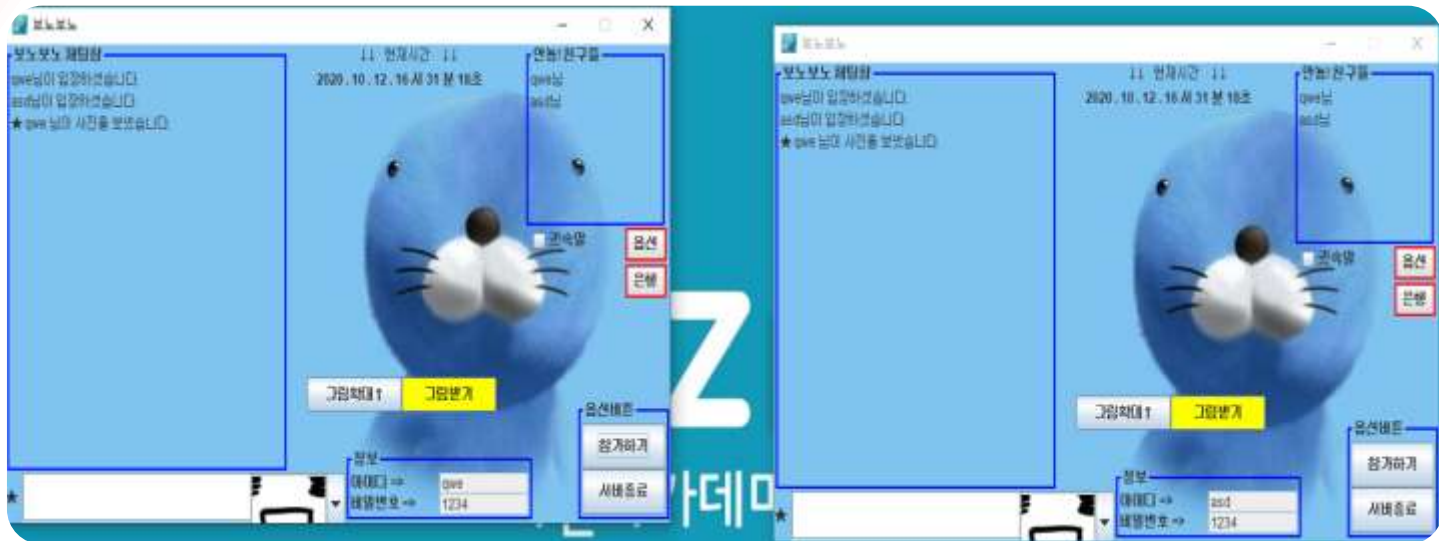 보노보노
보노보노 채팅창
qwe님이 입장하셨습니다.
asd님이 입장하셨습니다.
★ qwe 님이 사진을 보냈습니다.
↓↓ 현재시간 ↓↓
2020 . 10 . 12 . 16 시 31 분 18초
안놈!친구들
qwe님
asd님
귓속말
옵션
은행
그림확대↑
그림받기
옵션버튼
참가하기
서버종료
정보
아이디 =>
qwe
비밀번호 =>
1234
★
Z
카데미
보노보노
보노보노 채팅창
qwe님이 입장하셨습니다.
asd님이 입장하셨습니다.
★ qwe 님이 사진을 보냈습니다.
↓↓ 현재시간 ↓↓
2020 . 10 . 12 . 16 시 31 분 18초
안놈!친구들
qwe님
asd님
귓속말
옵션
은행
그림확대↑
그림받기
옵션버튼
참가하기
서버종료
정보
아이디 =>
asd
비밀번호 =>
1234
★